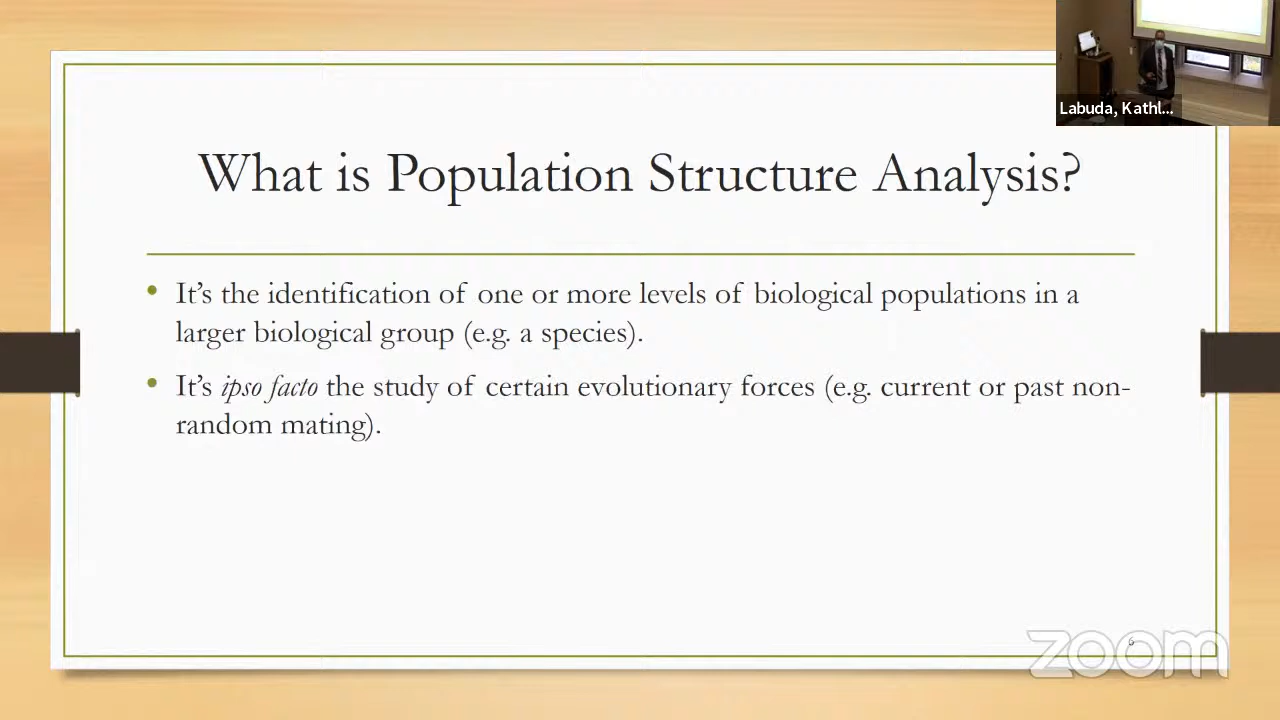 Labuda, Kathl...
What is Population Structure Analysis?
• It's the identification of one or more levels of biological populations in a
larger biological group (e.g. a species).
• It's ipso facto the study of certain evolutionary forces (e.g. current or past non-
random mating).
6
zoom